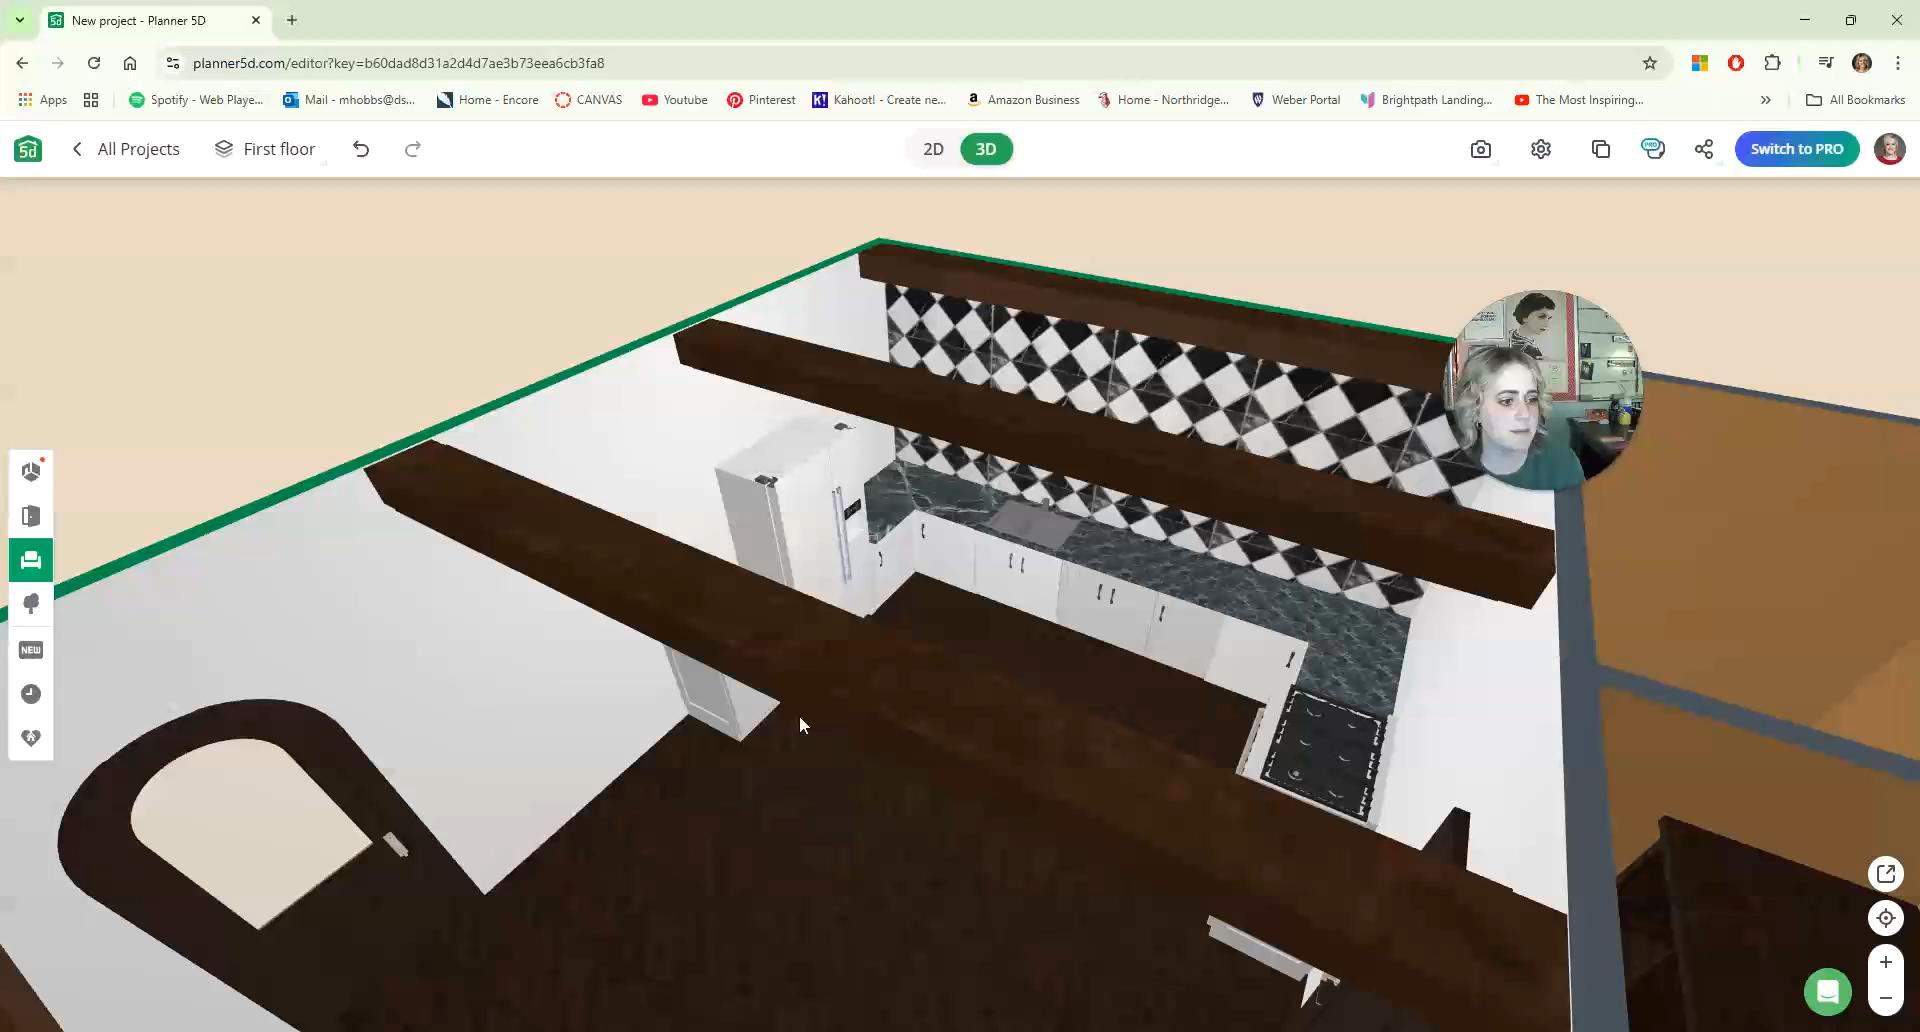 New project - Planner 5D
planner5d.com/editor?key=b60dad8d31a2d4d7ae3b73eea6cb3fa8
Apps
Spotify - Web Playe...
Mail - mhobbs@ds...
Home - Encore
CANVAS
Youtube
Pinterest
Kahoot! - Create ne...
Amazon Business
Home - Northridge...
Weber Portal
Brightpath Landing...
The Most Inspiring...
All Bookmarks
5d
All Projects
First floor
2D
3D
PRO
Switch to PRO
NEW